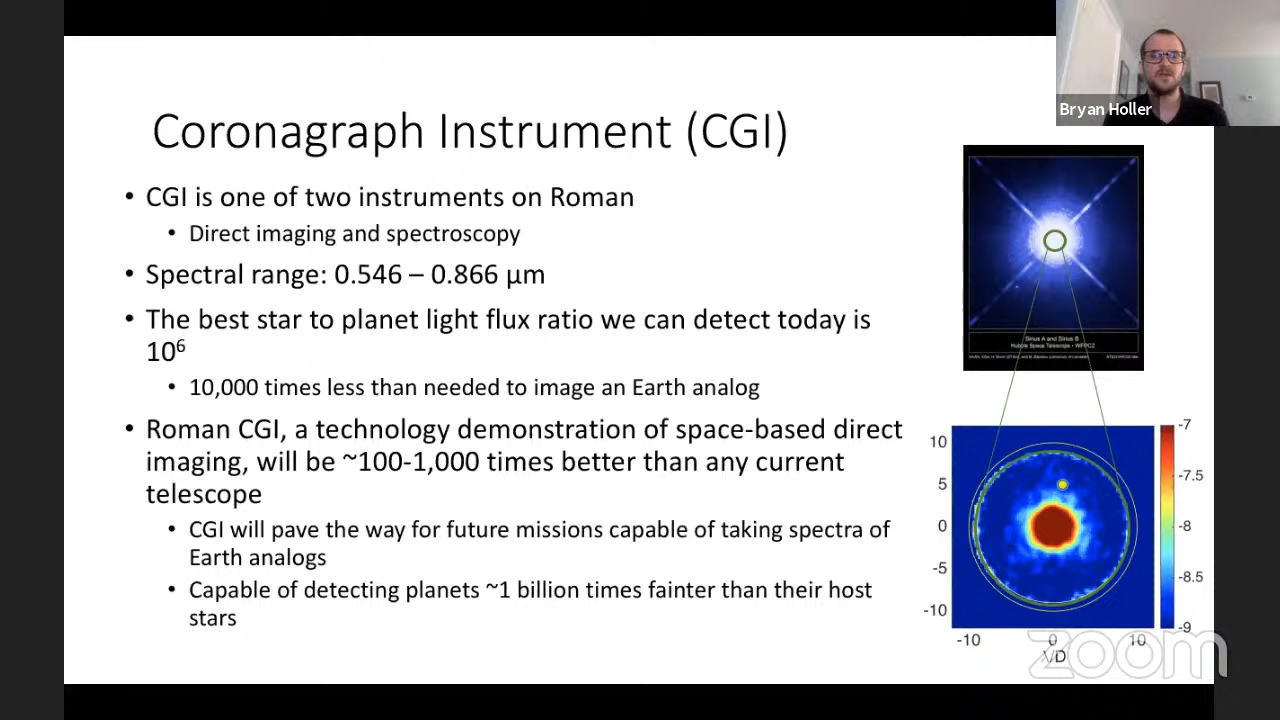 Bryan Holler
Coronagraph Instrument (CGI)
• CGI is one of two instruments on Roman
• Direct imaging and spectroscopy
• Spectral range: 0.546 – 0.866 µm
• The best star to planet light flux ratio we can detect today is
10⁶
• 10,000 times less than needed to image an Earth analog
• Roman CGI, a technology demonstration of space-based direct
imaging, will be ~100-1,000 times better than any current
telescope
• CGI will pave the way for future missions capable of taking spectra of
Earth analogs
• Capable of detecting planets ~1 billion times fainter than their host
stars
Sirius A and Sirius B
Hubble Space Telescope • WFPC2
10
5
0
-5
-10
-10 0 10
λ/D
-7
-7.5
-8
-8.5
-9
zoom